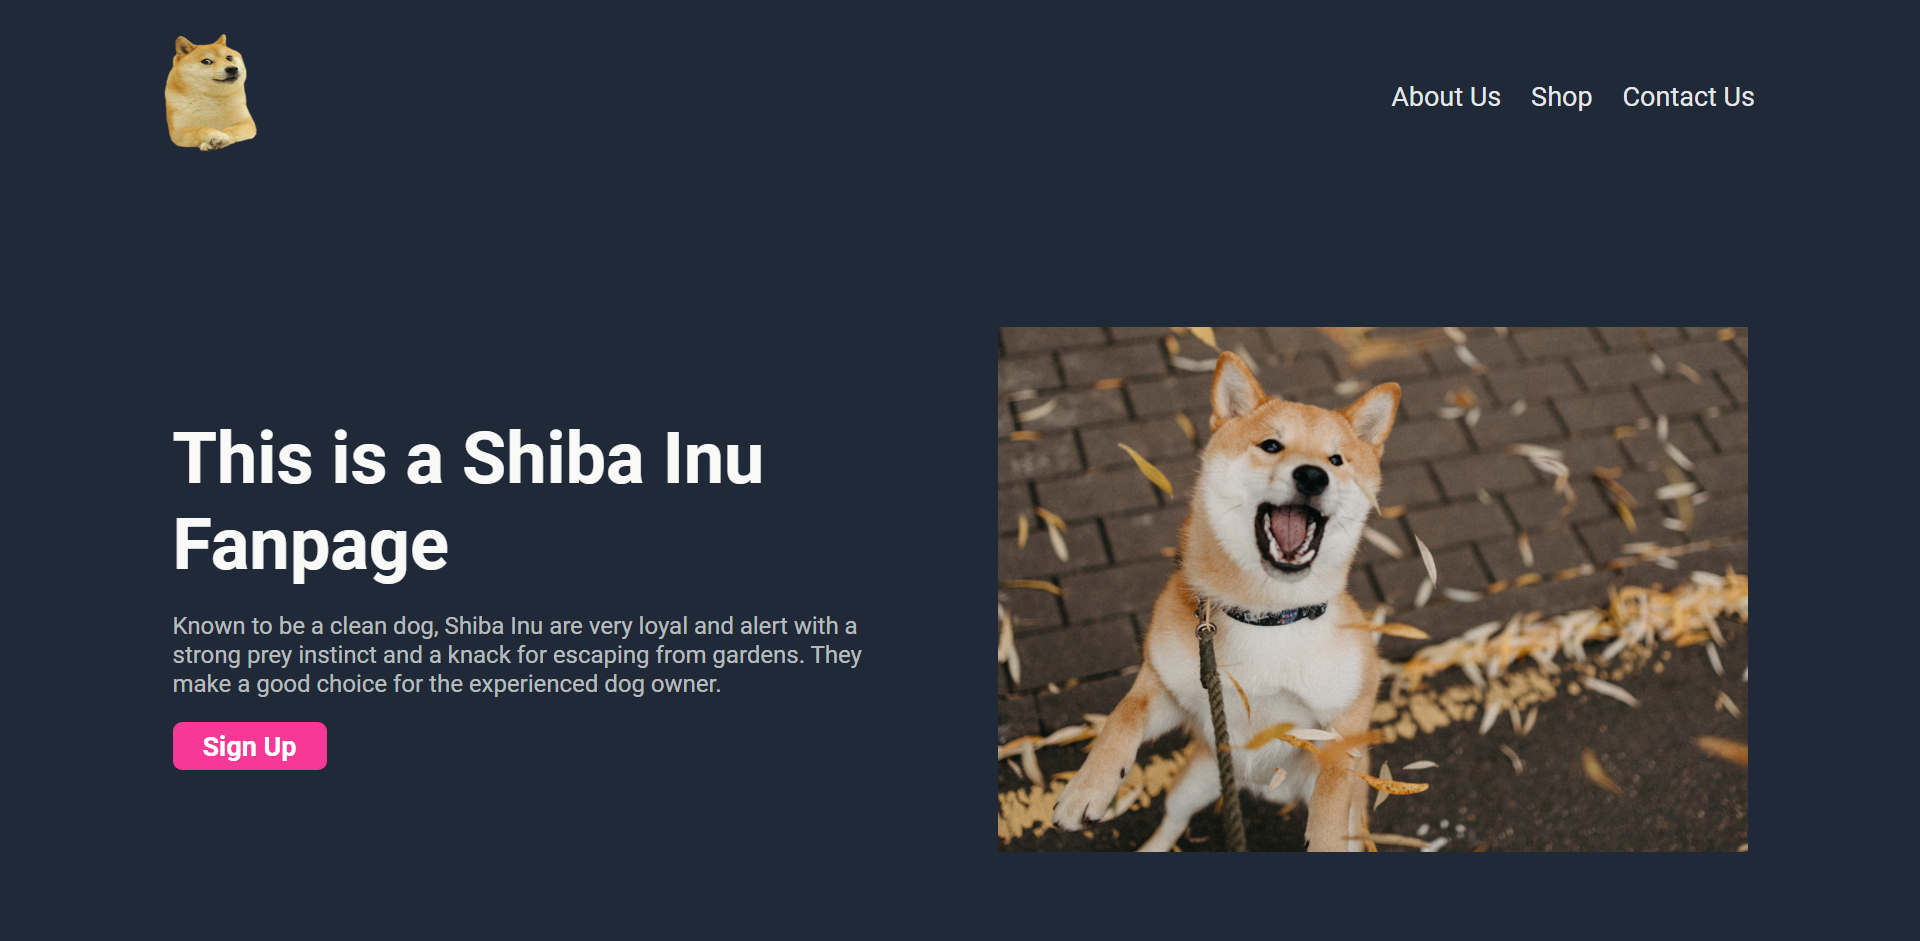 About Us
Shop
Contact Us
This is a Shiba Inu
Fanpage
Known to be a clean dog, Shiba Inu are very loyal and alert with a
strong prey instinct and a knack for escaping from gardens. They
make a good choice for the experienced dog owner.
Sign Up